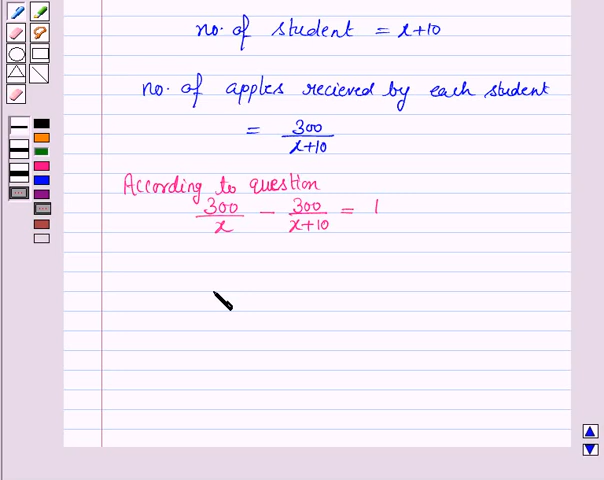 no. of student = x+10
no. of apples recieved by each student
= 300/(x+10)
According to question
300/x - 300/(x+10) = 1